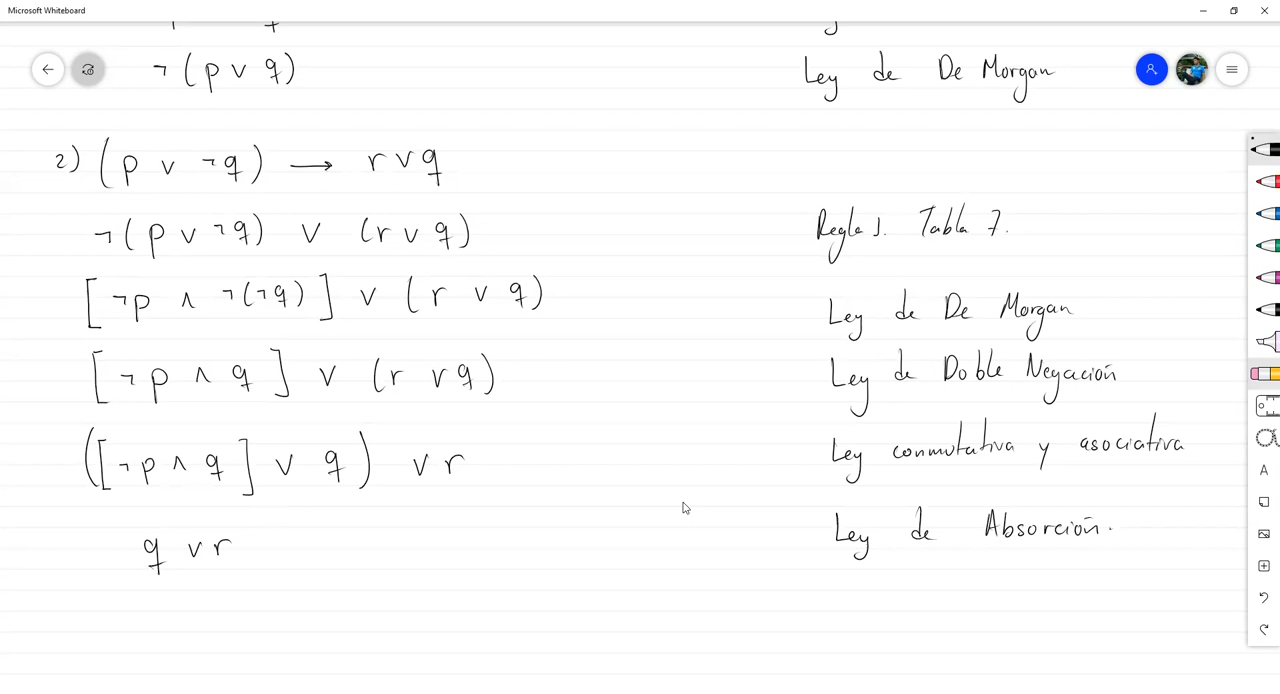 Microsoft Whiteboard
¬ (p ∨ q) Ley de De Morgan
2) (p ∨ ¬q) → r ∨ q
¬(p ∨ ¬q) ∨ (r ∨ q) Regla 1. Tabla 7.
[¬p ∧ ¬(¬q)] ∨ (r ∨ q) Ley de De Morgan
[¬p ∧ q] ∨ (r ∨ q) Ley de Doble Negación
([¬p ∧ q] ∨ q) ∨ r Ley conmutativa y asociativa
q ∨ r Ley de Absorción.
A